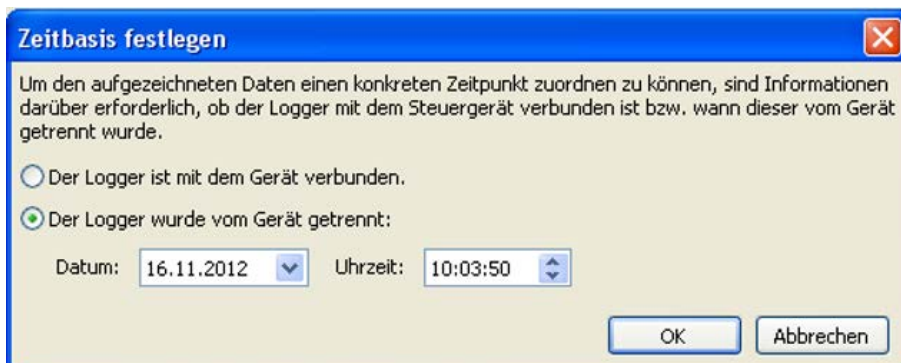 Zeitbasis festlegen
Um den aufgezeichneten Daten einen konkreten Zeitpunkt zuordnen zu können, sind Informationen
darüber erforderlich, ob der Logger mit dem Steuergerät verbunden ist bzw. wann dieser vom Gerät
getrennt wurde.
Der Logger ist mit dem Gerät verbunden.
Der Logger wurde vom Gerät getrennt:
Datum: 16.11.2012 Uhrzeit: 10:03:50
OK Abbrechen